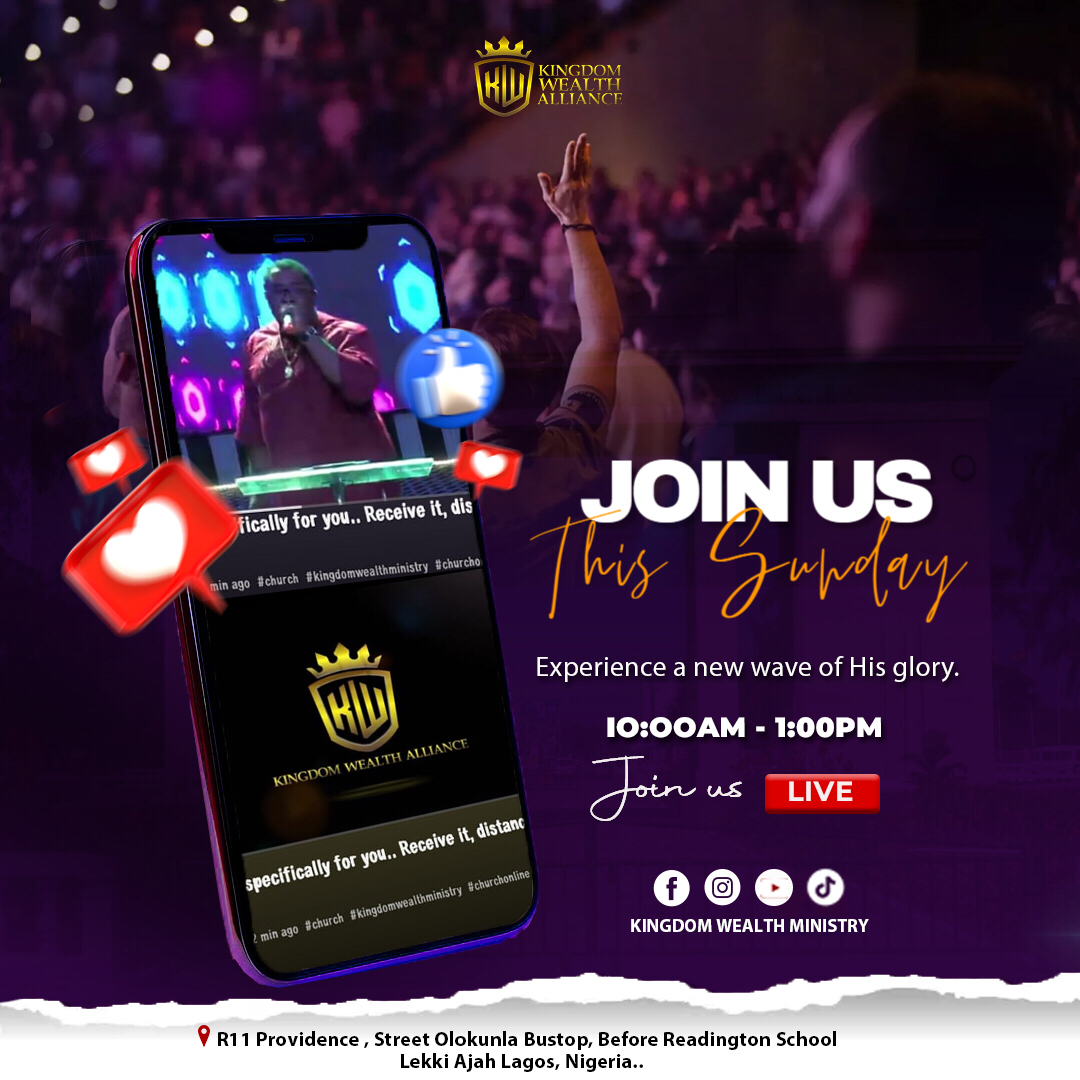 KINGDOM
WEALTH
ALLIANCE
JOIN US
This Sunday
Experience a new wave of His glory.
10:00AM - 1:00PM
Join us LIVE
KINGDOM WEALTH MINISTRY
ifically for you.. Receive it, dis
min ago #church #kingdomwealthministry #churcho
KW
KINGDOM WEALTH ALLIANCE
specifically for you.. Receive it, distanc
2 min ago #church #kingdomwealthministry #churchonline
R11 Providence , Street Olokunla Bustop, Before Readington School
Lekki Ajah Lagos, Nigeria..